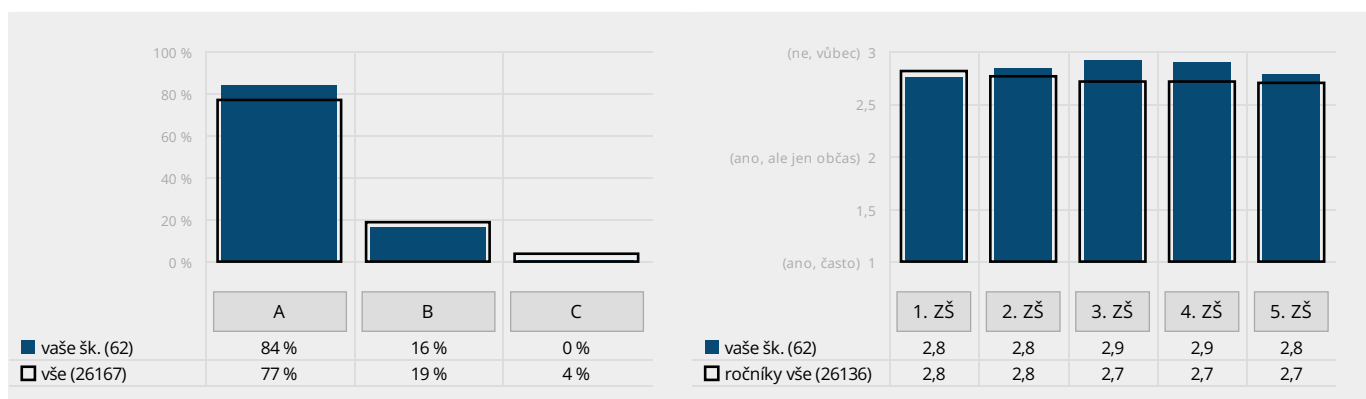 100 %
80 %
60 %
40 %
20 %
0 %
A B C
vaše šk. (62) 84 % 16 % 0 %
vše (26167) 77 % 19 % 4 %
(ne, vůbec) 3
2,5
(ano, ale jen občas) 2
1,5
(ano, často) 1
1. ZŠ 2. ZŠ 3. ZŠ 4. ZŠ 5. ZŠ
vaše šk. (62) 2,8 2,8 2,9 2,9 2,8
ročníky vše (26136) 2,8 2,8 2,7 2,7 2,7